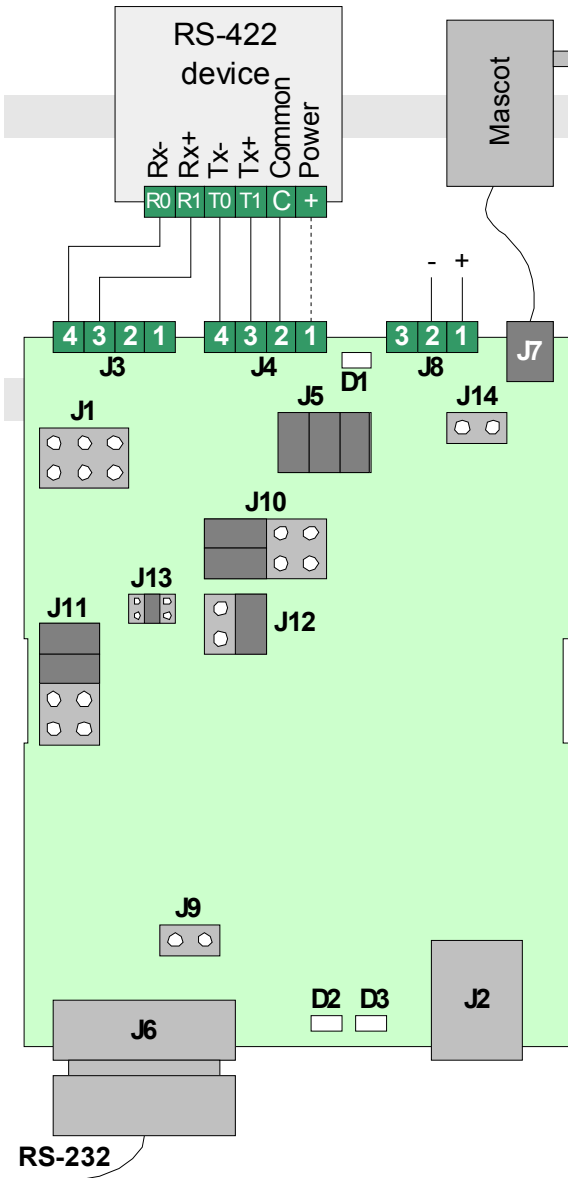 RS-422
device
Mascot
Rx-
Rx+
Tx-
Tx+
Common
Power
R0 R1 T0 T1 C +
- +
4 3 2 1
4 3 2 1
3 2 1
J7
J3
J4
J8
D1
J1
J5
J14
J10
J13
J11
J12
J9
D2 D3
J2
J6
RS-232